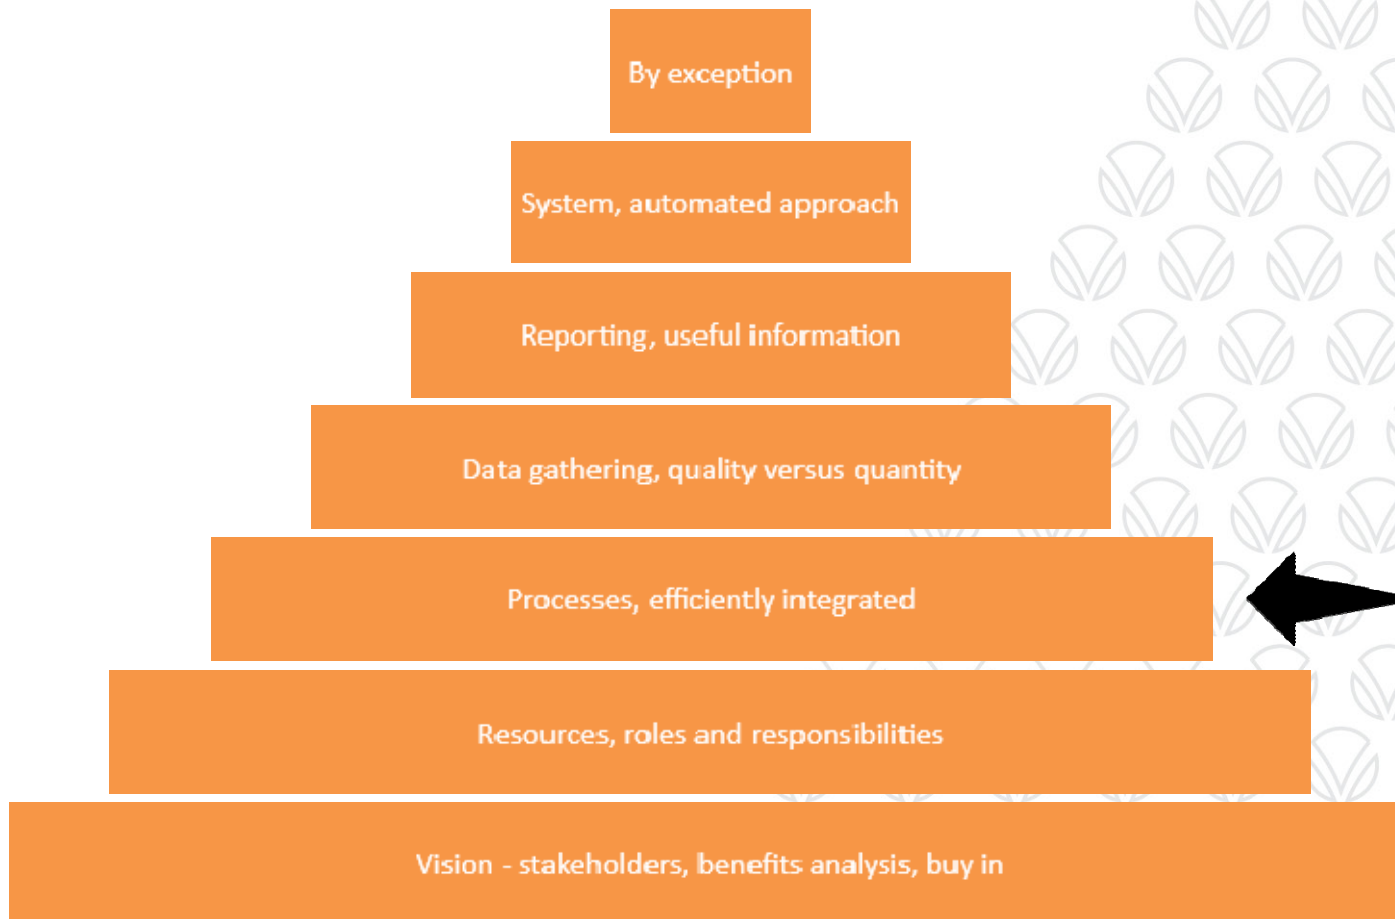 By exception
System, automated approach
Reporting, useful information
Data gathering, quality versus quantity
Processes, efficiently integrated
Resources, roles and responsibilities
Vision - stakeholders, benefits analysis, buy in